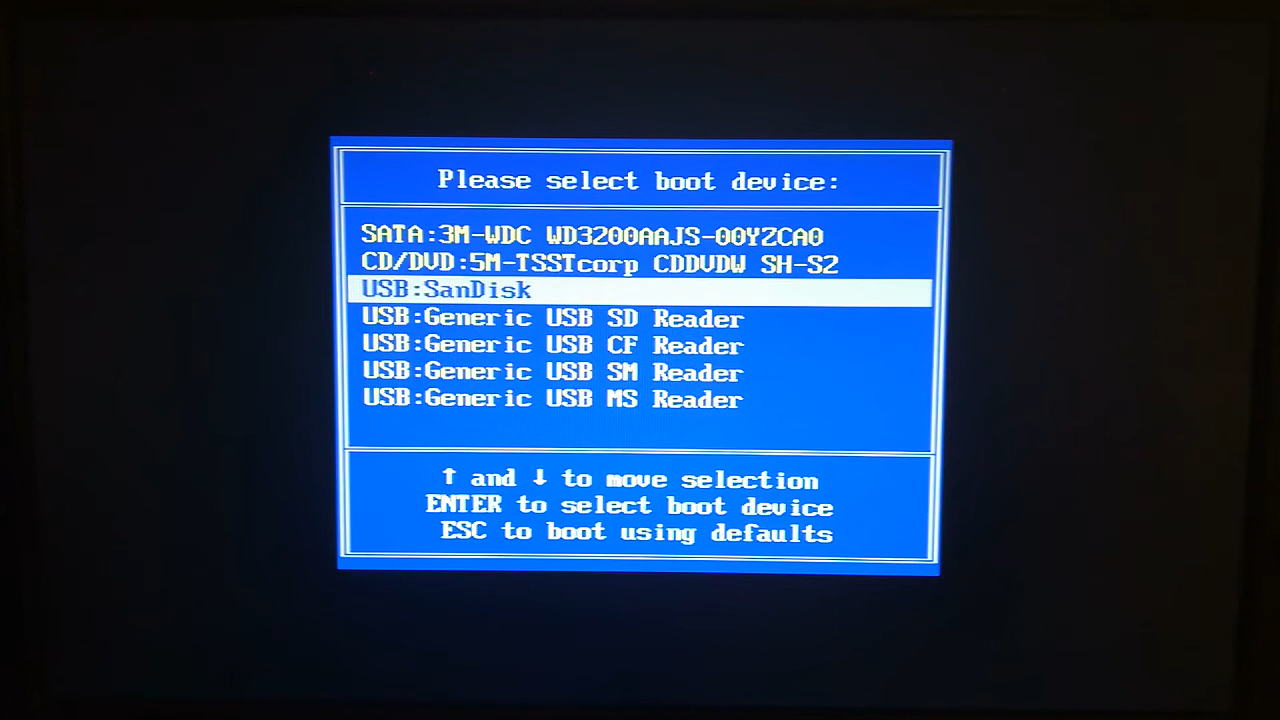 Please select boot device:
SATA:3M-WDC WD3200AAJS-00YZCA0
CD/DVD:5M-TSSTcorp CDDVDW SH-S2
USB:SanDisk
USB:Generic USB SD Reader
USB:Generic USB CF Reader
USB:Generic USB SM Reader
USB:Generic USB MS Reader
↑ and ↓ to move selection
ENTER to select boot device
ESC to boot using defaults